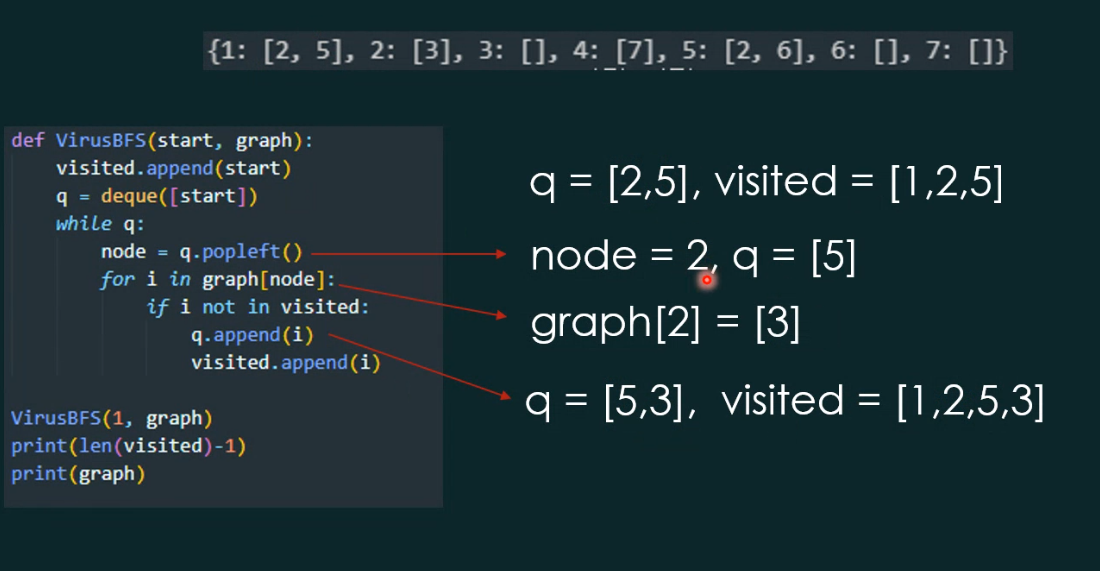 {1: [2, 5], 2: [3], 3: [], 4: [7], 5: [2, 6], 6: [], 7: []}
def VirusBFS(start, graph):
visited.append(start)
q = deque([start])
while q:
node = q.popleft()
for i in graph[node]:
if i not in visited:
q.append(i)
visited.append(i)
VirusBFS(1, graph)
print(len(visited)-1)
print(graph)
q = [2,5], visited = [1,2,5]
node = 2, q = [5]
graph[2] = [3]
q = [5,3], visited = [1,2,5,3]